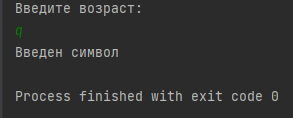 Введите возраст:
q
Введен символ
Process finished with exit code 0